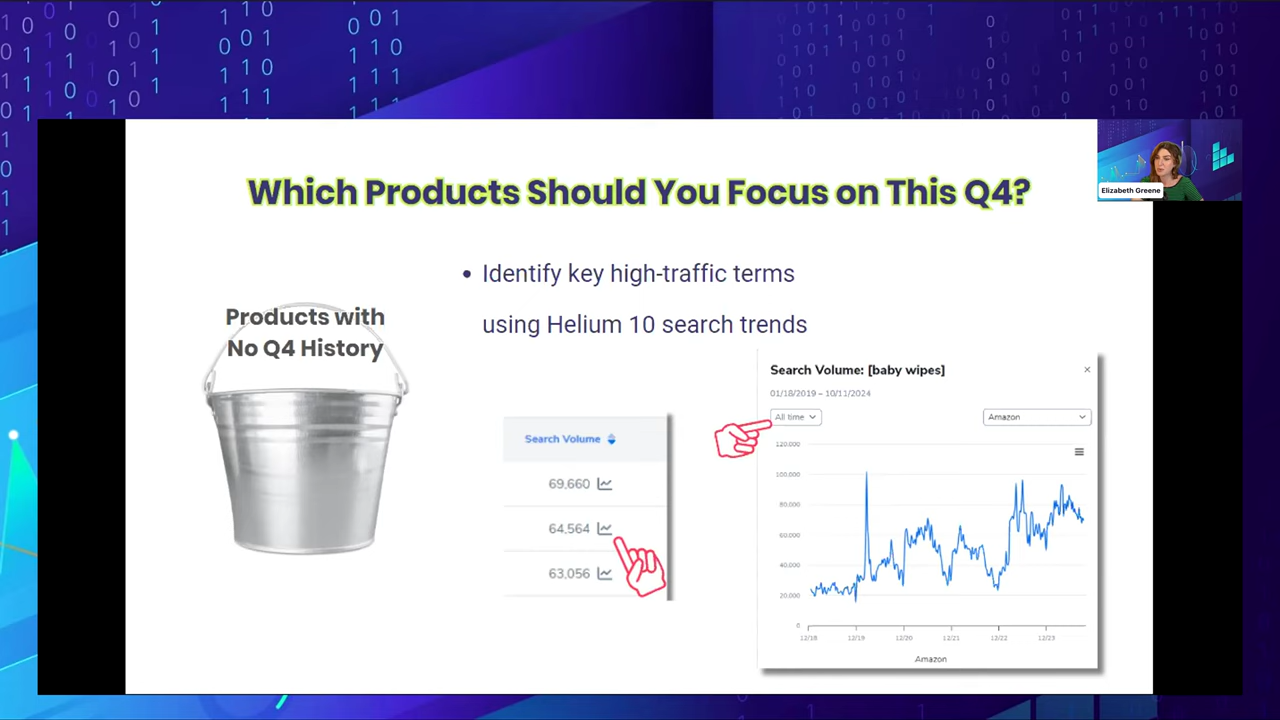 Which Products Should You Focus on This Q4?
Elizabeth Greene
• Identify key high-traffic terms
using Helium 10 search trends
Products with
No Q4 History
Search Volume
69,660
64,564
63,056
Search Volume: [baby wipes]
×
01/18/2019 – 10/11/2024
All time
Amazon
120,000
100,000
80,000
60,000
40,000
20,000
0
12/18 12/19 12/20 12/21 12/22 12/23
Amazon